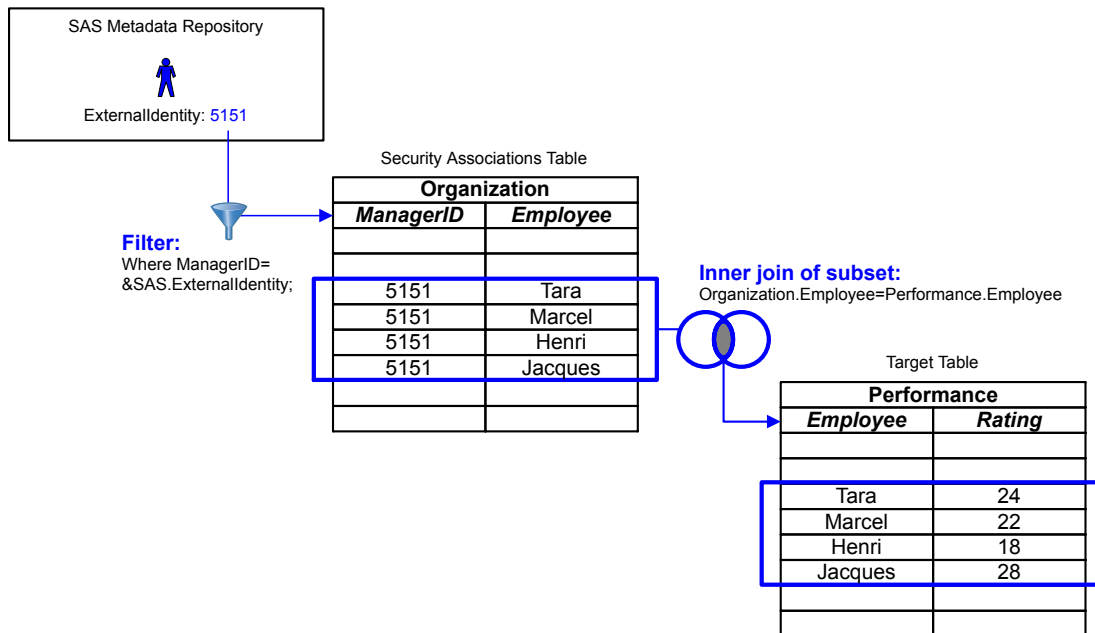 SAS Metadata Repository
ExternalIdentity: 5151
Filter:
Where ManagerID=
&SAS.ExternalIdentity;
Security Associations Table
Organization
ManagerID Employee
5151 Tara
5151 Marcel
5151 Henri
5151 Jacques
Inner join of subset:
Organization.Employee=Performance.Employee
Target Table
Performance
Employee Rating
Tara 24
Marcel 22
Henri 18
Jacques 28